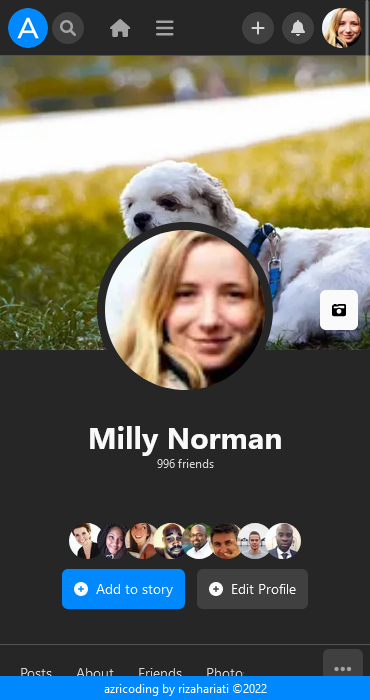 A
Milly Norman
996 friends
Add to story
Edit Profile
Posts About Friends Photo
azricoding by rizahariati ©2022